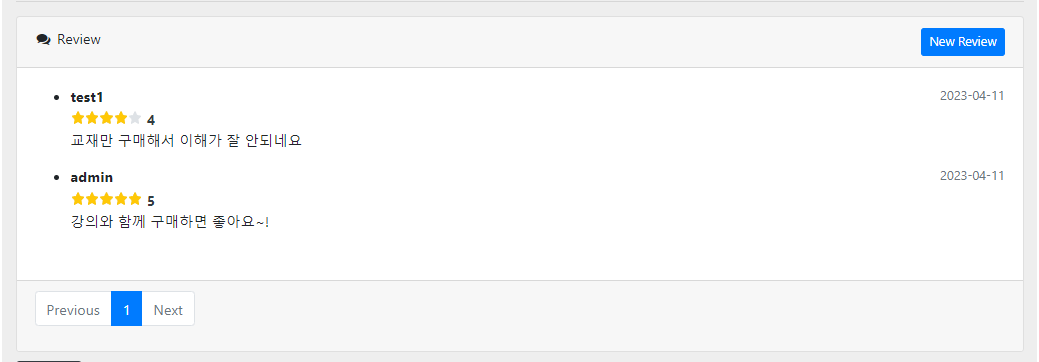 Review New Review
test1 2023-04-11
4
교재만 구매해서 이해가 잘 안되네요
admin 2023-04-11
5
강의와 함께 구매하면 좋아요~!
Previous 1 Next